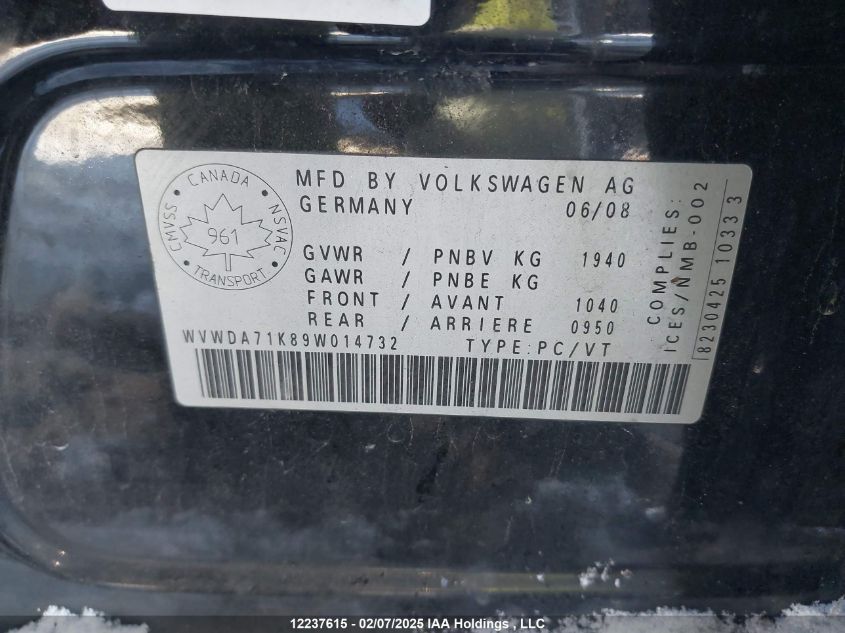 CANADA
CMVSS
NSVAC
961
TRANSPORT
MFD BY VOLKSWAGEN AG
GERMANY 06/08
GVWR / PNBV KG 1940
GAWR / PNBE KG
FRONT / AVANT 1040
REAR / ARRIERE 0950
WVWDA71K89W014732 TYPE:PC/VT
COMPLIES:
ICES/NMB-002
18230425 1033 3
12237615 - 02/07/2025 IAA Holdings , LLC